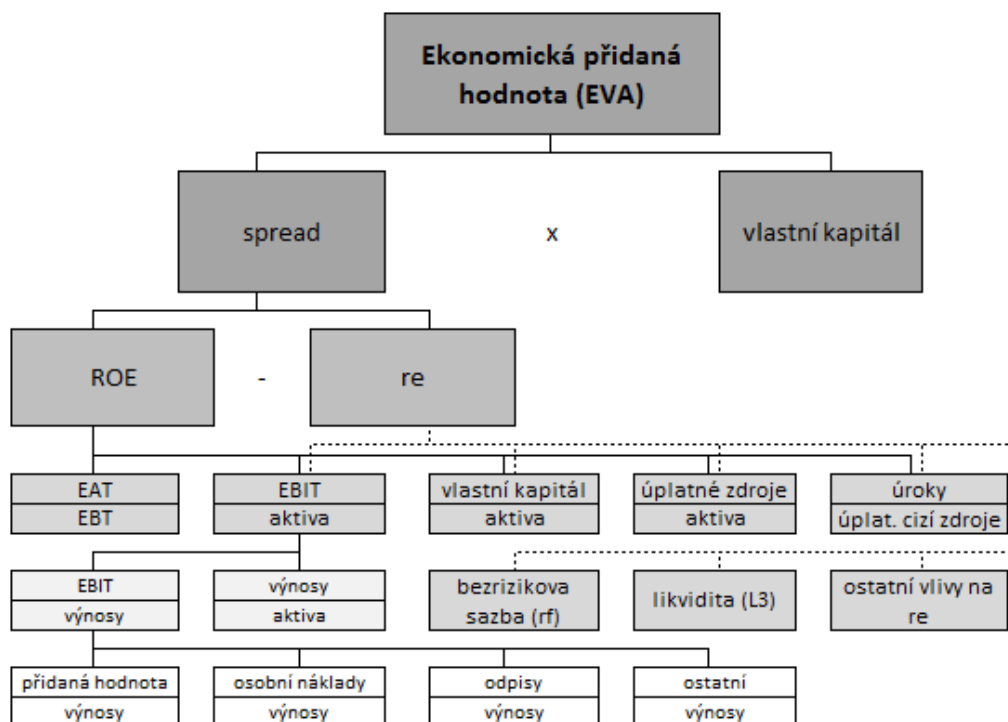 Ekonomická přidaná
hodnota (EVA)
spread
x
vlastní kapitál
ROE
-
re
EAT
EBT
EBIT
aktiva
vlastní kapitál
aktiva
úplatné zdroje
aktiva
úroky
úplat. cizí zdroje
EBIT
výnosy
výnosy
aktiva
bezrizikova
sazba (rf)
likvidita (L3)
ostatní vlivy na
re
přidaná hodnota
výnosy
osobní náklady
výnosy
odpisy
výnosy
ostatní
výnosy